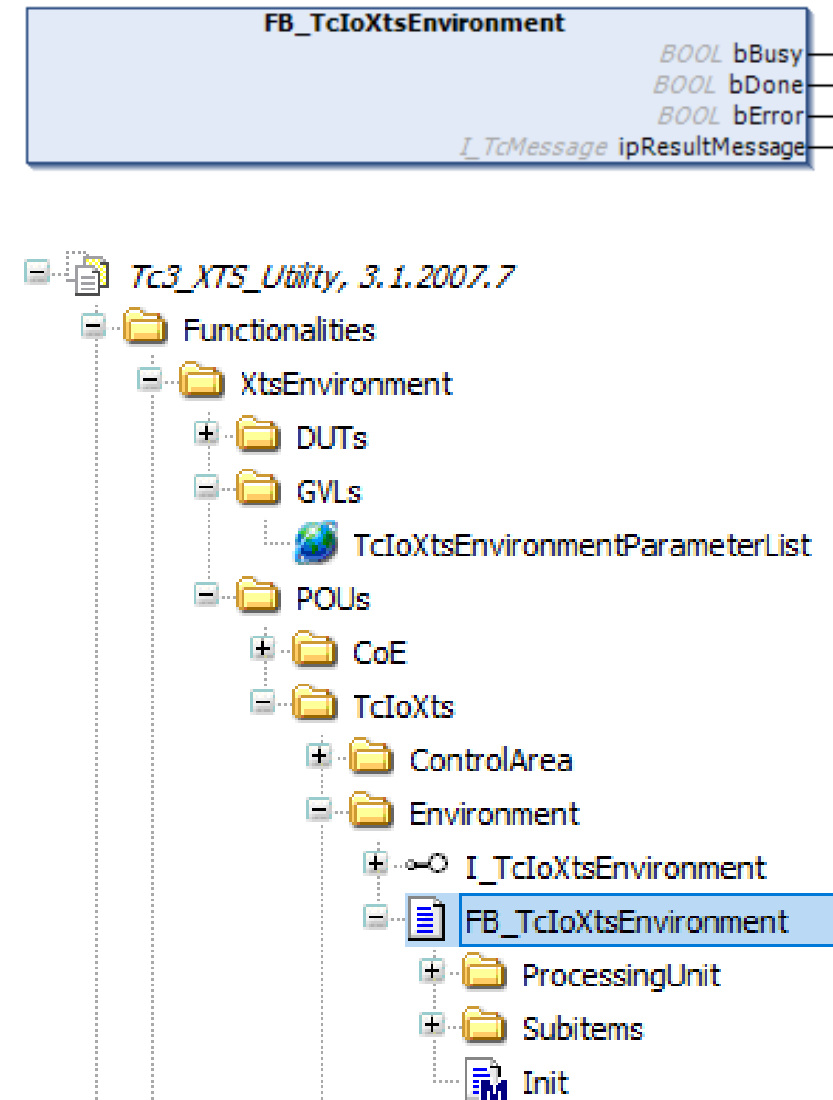 FB_TcIoXtsEnvironment
BOOL bBusy
BOOL bDone
BOOL bError
I_TcMessage ipResultMessage
Tc3_XTS_Utility, 3.1.2007.7
Functionalities
XtsEnvironment
DUTs
GVLs
TcIoXtsEnvironmentParameterList
POUs
CoE
TcIoXts
ControlArea
Environment
I_TcIoXtsEnvironment
FB_TcIoXtsEnvironment
ProcessingUnit
Subitems
Init